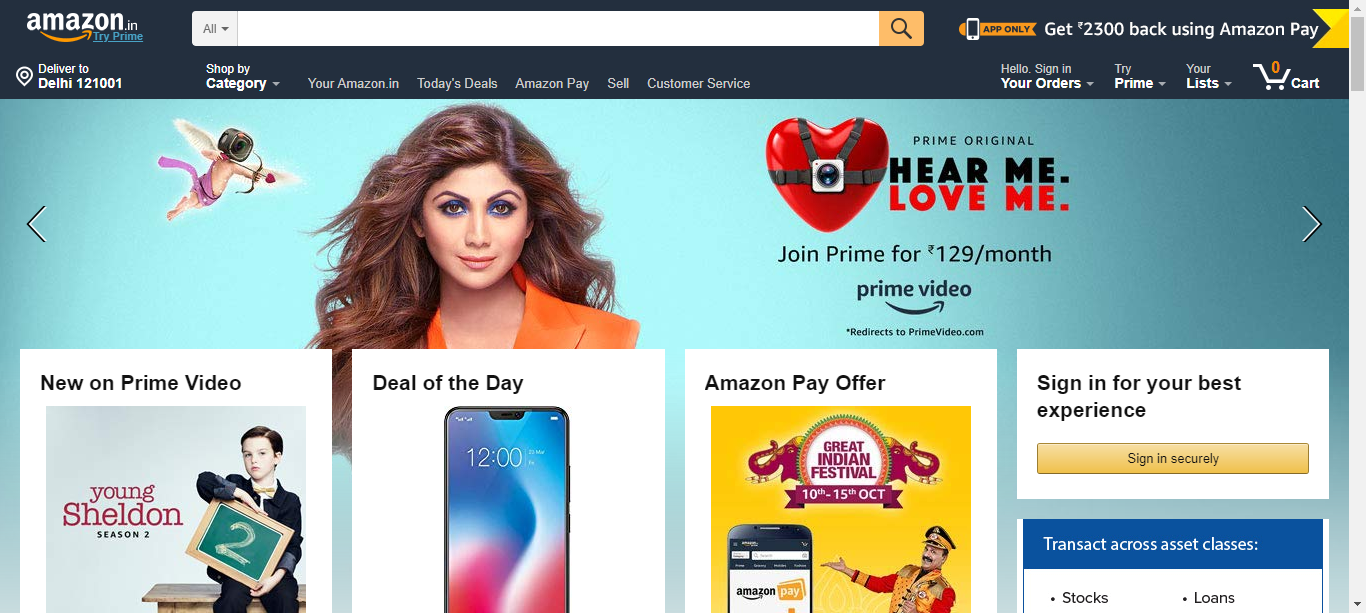 amazon.in
Try Prime
All
APP ONLY
Get ₹2300 back using Amazon Pay
Deliver to
Delhi 121001
Shop by
Category
Your Amazon.in
Today's Deals
Amazon Pay
Sell
Customer Service
Hello. Sign in
Your Orders
Try
Prime
Your
Lists
0
Cart
PRIME ORIGINAL
HEAR ME.
LOVE ME.
Join Prime for ₹129/month
prime video
*Redirects to PrimeVideo.com
New on Prime Video
young
Sheldon
SEASON 2
2
Deal of the Day
12:00
Amazon Pay Offer
GREAT
INDIAN
FESTIVAL
10th-15th OCT
amazon pay
Sign in for your best
experience
Sign in securely
Transact across asset classes:
• Stocks
• Loans